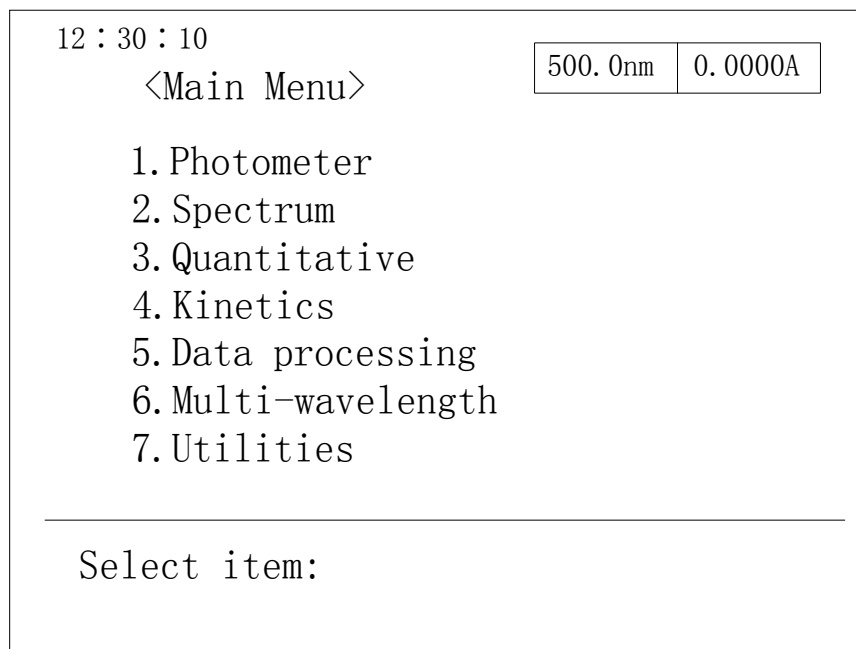 12：30：10
<Main Menu>
500.0nm 0.0000A
1.Photometer
2.Spectrum
3.Quantitative
4.Kinetics
5.Data processing
6.Multi-wavelength
7.Utilities
Select item: